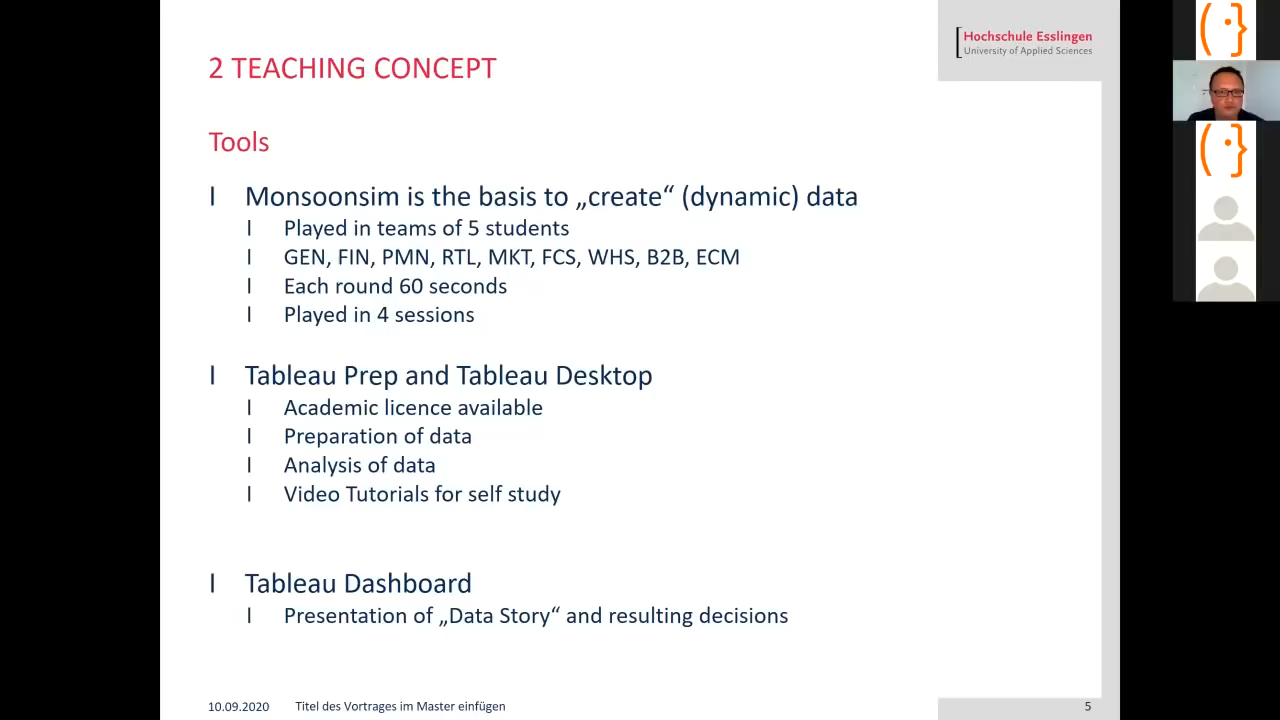 2 TEACHING CONCEPT
Hochschule Esslingen
University of Applied Sciences
Tools
I Monsoonsim is the basis to „create“ (dynamic) data
I Played in teams of 5 students
I GEN, FIN, PMN, RTL, MKT, FCS, WHS, B2B, ECM
I Each round 60 seconds
I Played in 4 sessions
I Tableau Prep and Tableau Desktop
I Academic licence available
I Preparation of data
I Analysis of data
I Video Tutorials for self study
I Tableau Dashboard
I Presentation of „Data Story“ and resulting decisions
10.09.2020 Titel des Vortrages im Master einfügen 5